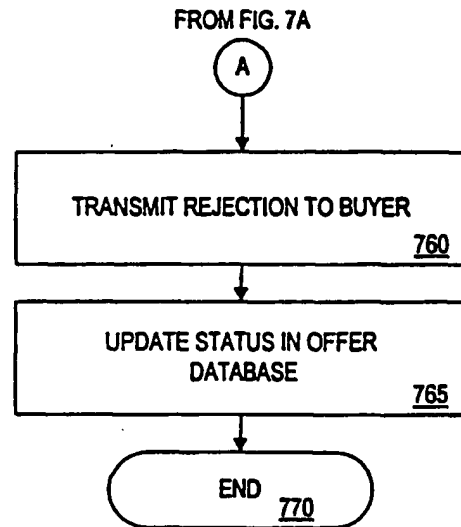 FROM FIG. 7A
A
TRANSMIT REJECTION TO BUYER
760
UPDATE STATUS IN OFFER
DATABASE
765
END
770